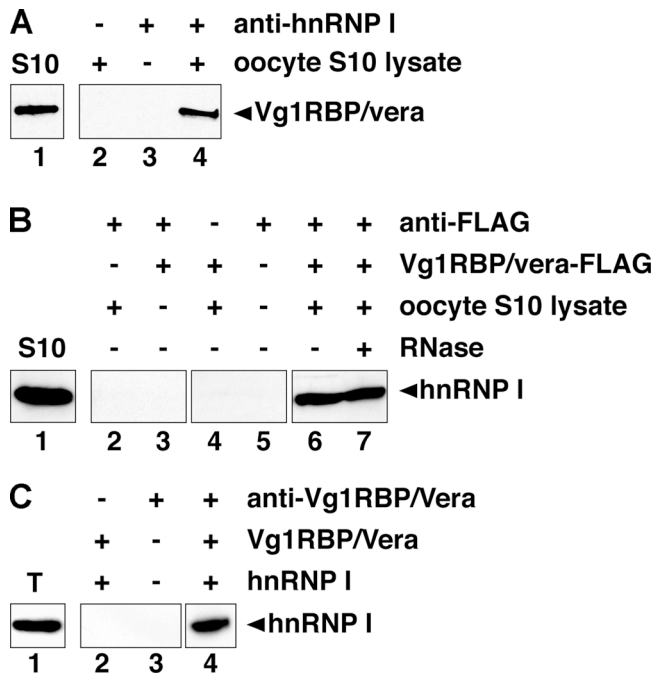 A - + + anti-hnRNP I
S10 + - + oocyte S10 lysate
◄Vg1RBP/vera
1 2 3 4
B + + - + + + anti-FLAG
- + + - + + Vg1RBP/vera-FLAG
+ - + - + + oocyte S10 lysate
S10 - - - - - + RNase
◄hnRNP I
1 2 3 4 5 6 7
C - + + anti-Vg1RBP/Vera
+ - + Vg1RBP/Vera
T + - + hnRNP I
◄hnRNP I
1 2 3 4